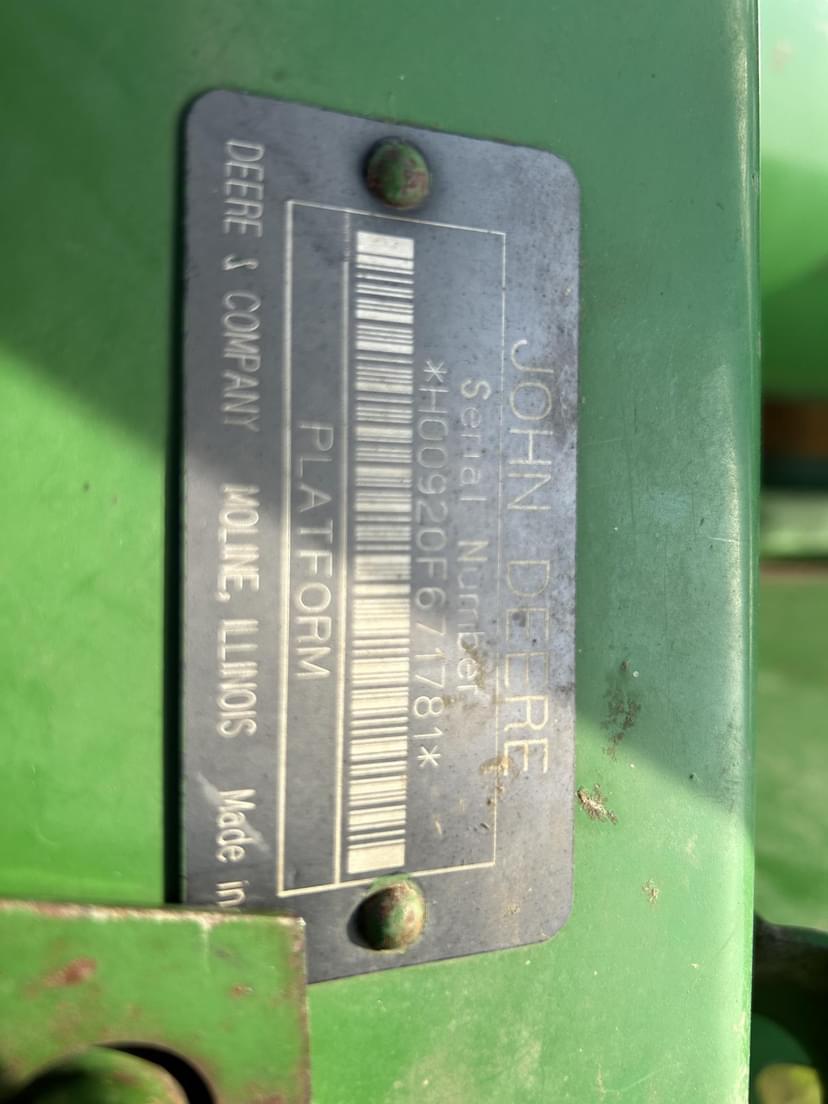 JOHN DEERE
Serial Number
*H00920F671781*
PLATFORM
DEERE & COMPANY MOLINE, ILLINOIS Made in